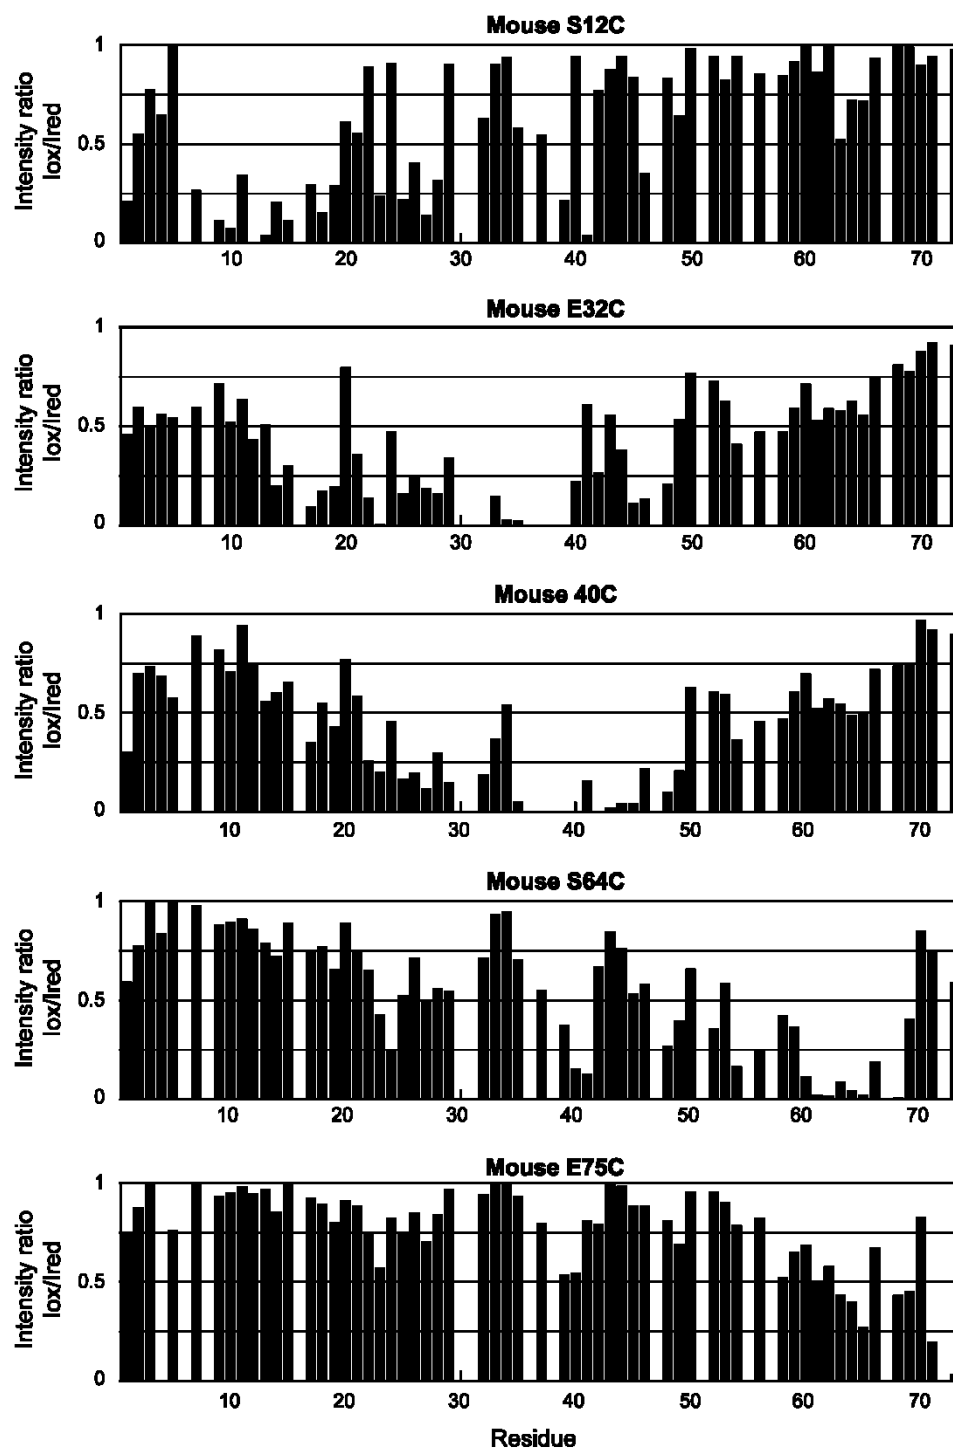 Mouse S12C
Intensity ratio
Iox/Ired
1
0.5
0
10 20 30 40 50 60 70
Mouse E32C
Intensity ratio
Iox/Ired
1
0.5
0
10 20 30 40 50 60 70
Mouse 40C
Intensity ratio
Iox/Ired
1
0.5
0
10 20 30 40 50 60 70
Mouse S64C
Intensity ratio
Iox/Ired
1
0.5
0
10 20 30 40 50 60 70
Mouse E75C
Intensity ratio
Iox/Ired
1
0.5
0
10 20 30 40 50 60 70
Residue